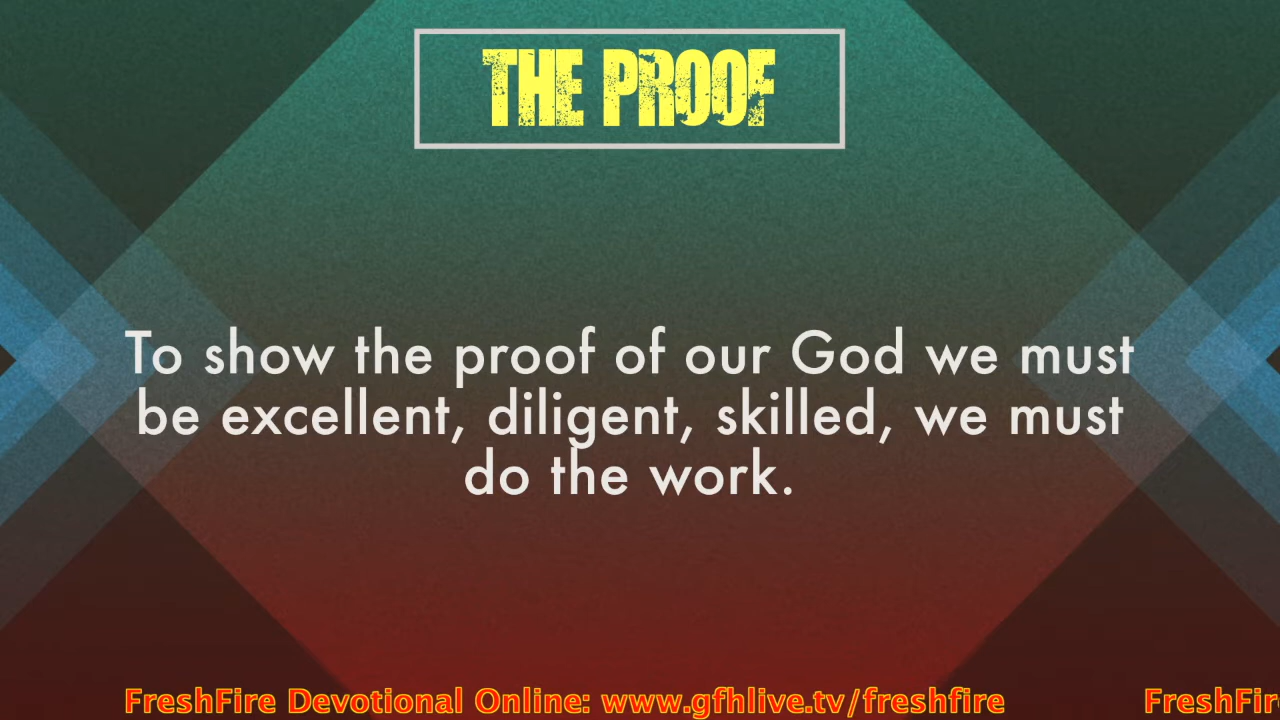 THE PROOF
To show the proof of our God we must
be excellent, diligent, skilled, we must
do the work.
FreshFire Devotional Online: www.gfhlive.tv/freshfire FreshFir